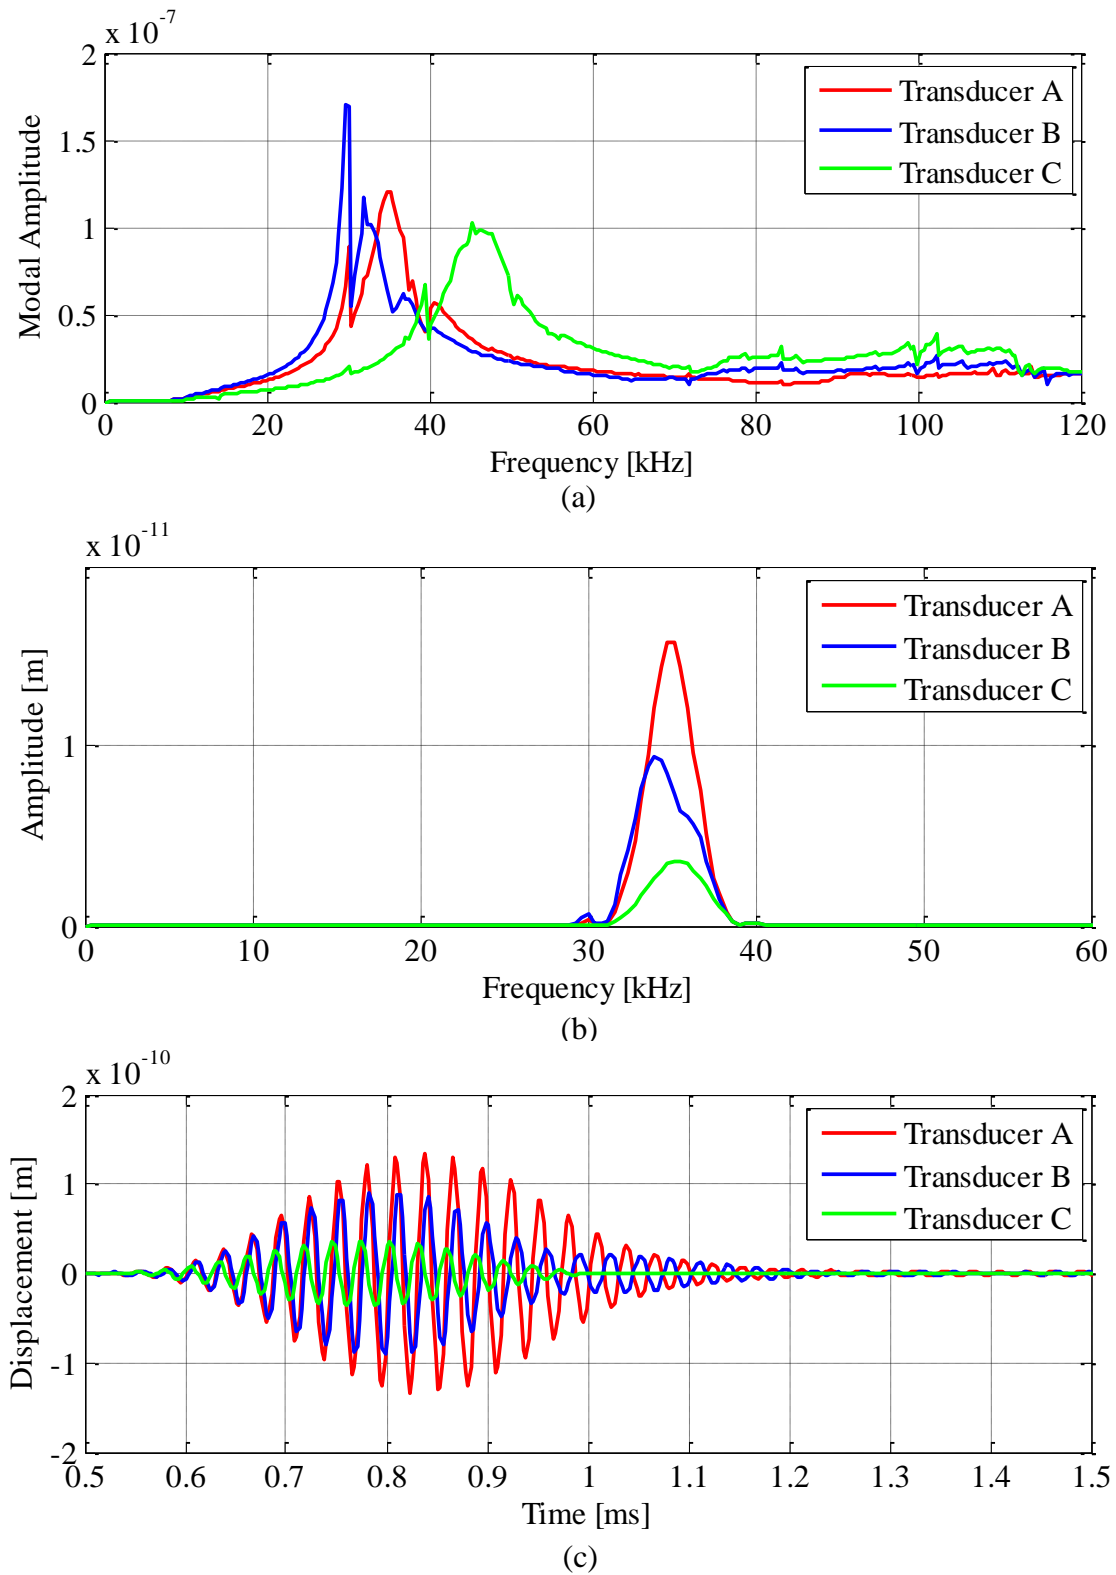 x 10^-7
2
1.5
1
0.5
0
Modal Amplitude
Transducer A
Transducer B
Transducer C
0 20 40 60 80 100 120
Frequency [kHz]
(a)
x 10^-11
1
0
Amplitude [m]
Transducer A
Transducer B
Transducer C
0 10 20 30 40 50 60
Frequency [kHz]
(b)
x 10^-10
2
1
0
-1
-2
Displacement [m]
Transducer A
Transducer B
Transducer C
0.5 0.6 0.7 0.8 0.9 1 1.1 1.2 1.3 1.4 1.5
Time [ms]
(c)